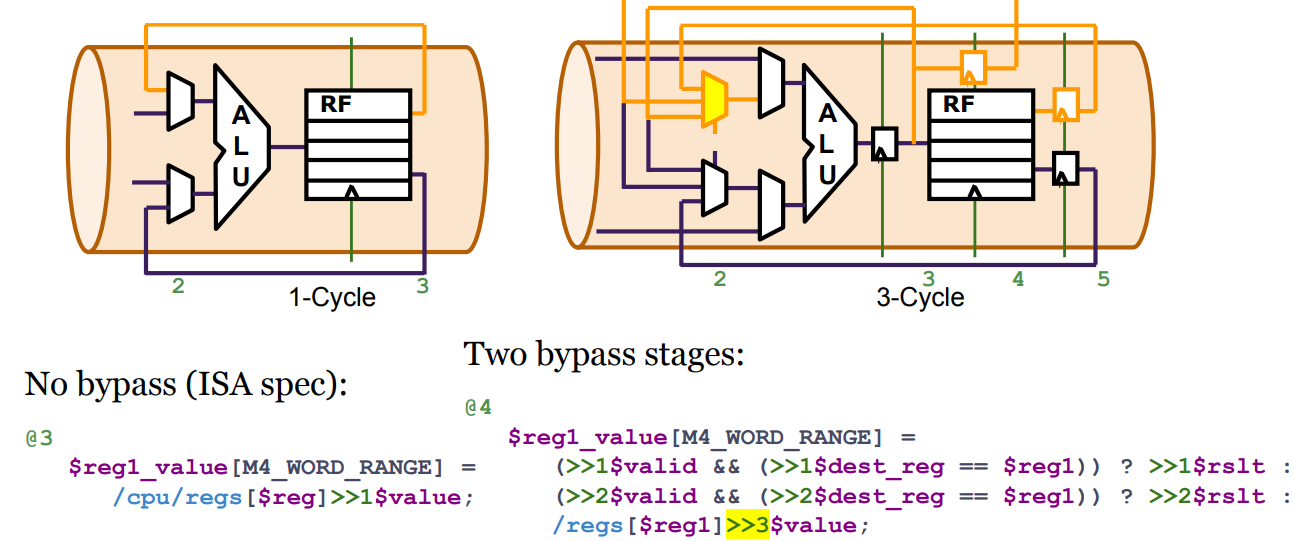 RF
A
L
U
2
3
1-Cycle
RF
A
L
U
2
3
4
5
3-Cycle
No bypass (ISA spec):
@3
$reg1_value[M4_WORD_RANGE] =
/cpu/regs[$reg]>>1$value;
Two bypass stages:
@4
$reg1_value[M4_WORD_RANGE] =
(>>1$valid && (>>1$dest_reg == $reg1)) ? >>1$rslt :
(>>2$valid && (>>2$dest_reg == $reg1)) ? >>2$rslt :
/regs[$reg1]>>3$value;